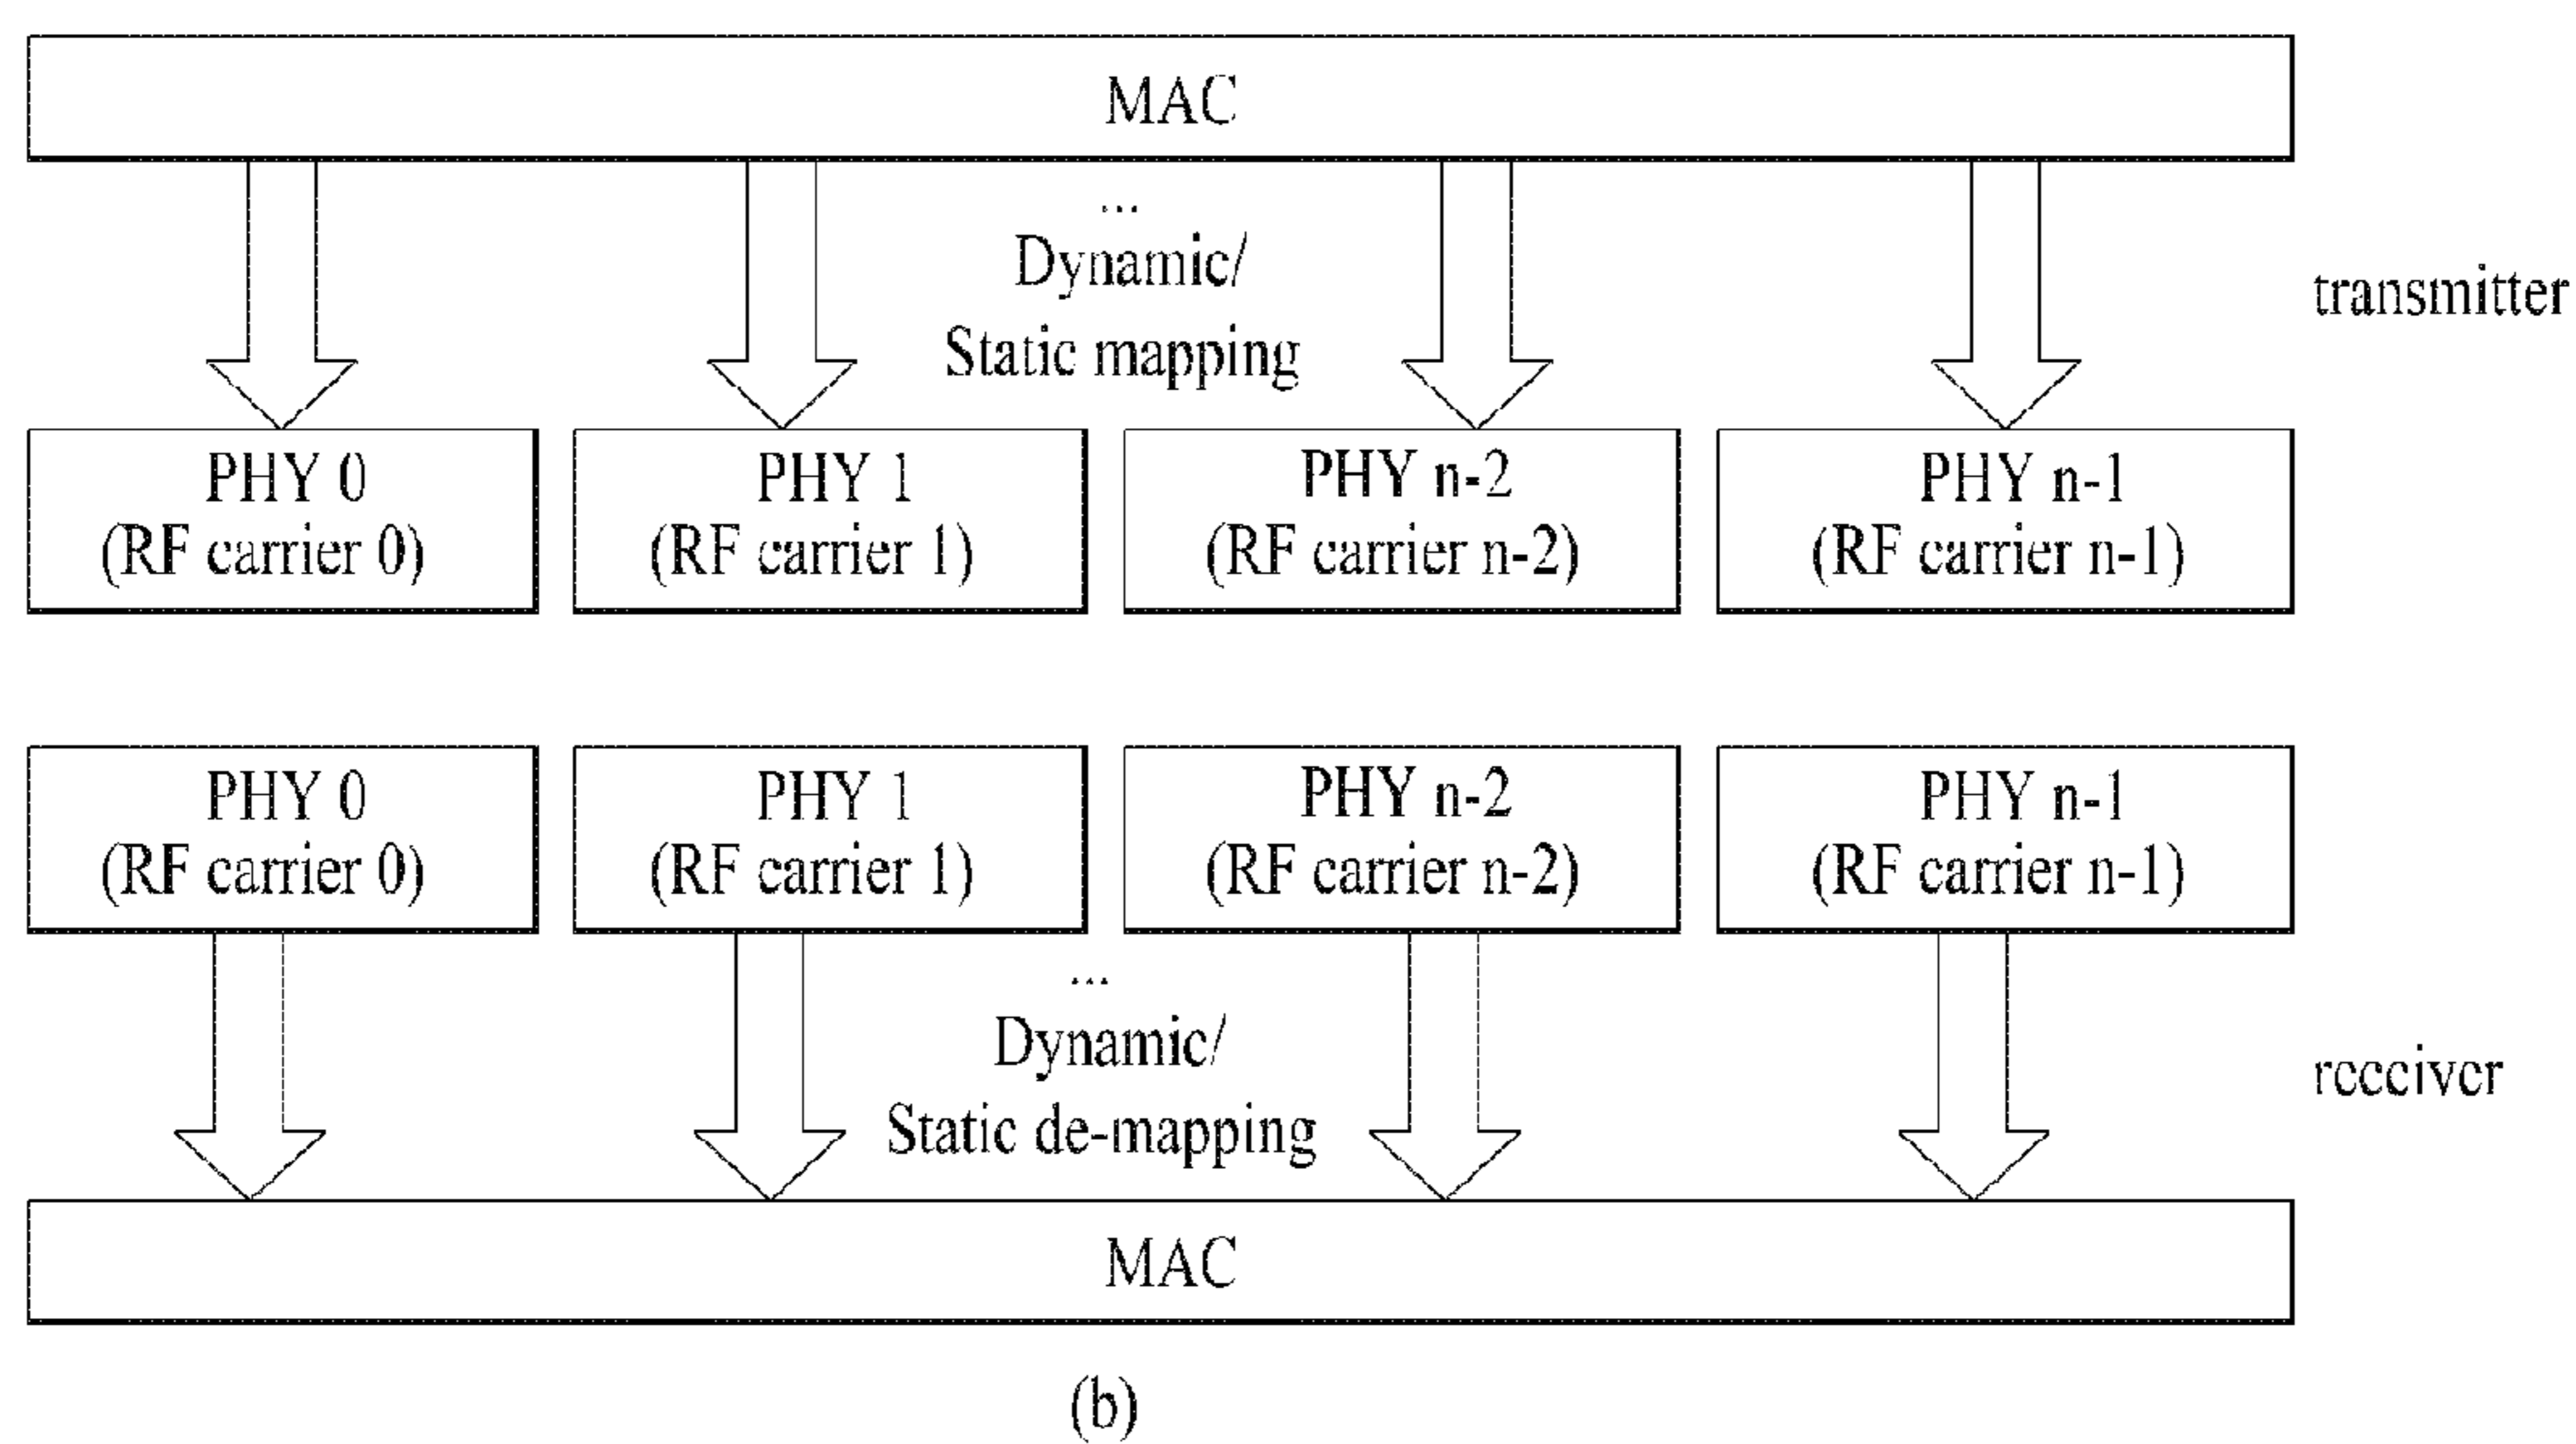 MAC
...
Dynamic/
Static mapping
transmitter
PHY 0
(RF carrier 0)
PHY 1
(RF carrier 1)
PHY n-2
(RF carrier n-2)
PHY n-1
(RF carrier n-1)
PHY 0
(RF carrier 0)
PHY 1
(RF carrier 1)
PHY n-2
(RF carrier n-2)
PHY n-1
(RF carrier n-1)
...
Dynamic/
Static de-mapping
receiver
MAC
(b)